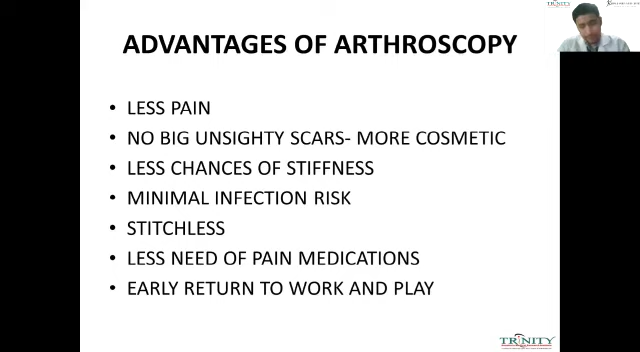 TRINITY
ADVANTAGES OF ARTHROSCOPY
• LESS PAIN
• NO BIG UNSIGHTY SCARS- MORE COSMETIC
• LESS CHANCES OF STIFFNESS
• MINIMAL INFECTION RISK
• STITCHLESS
• LESS NEED OF PAIN MEDICATIONS
• EARLY RETURN TO WORK AND PLAY
TRINITY